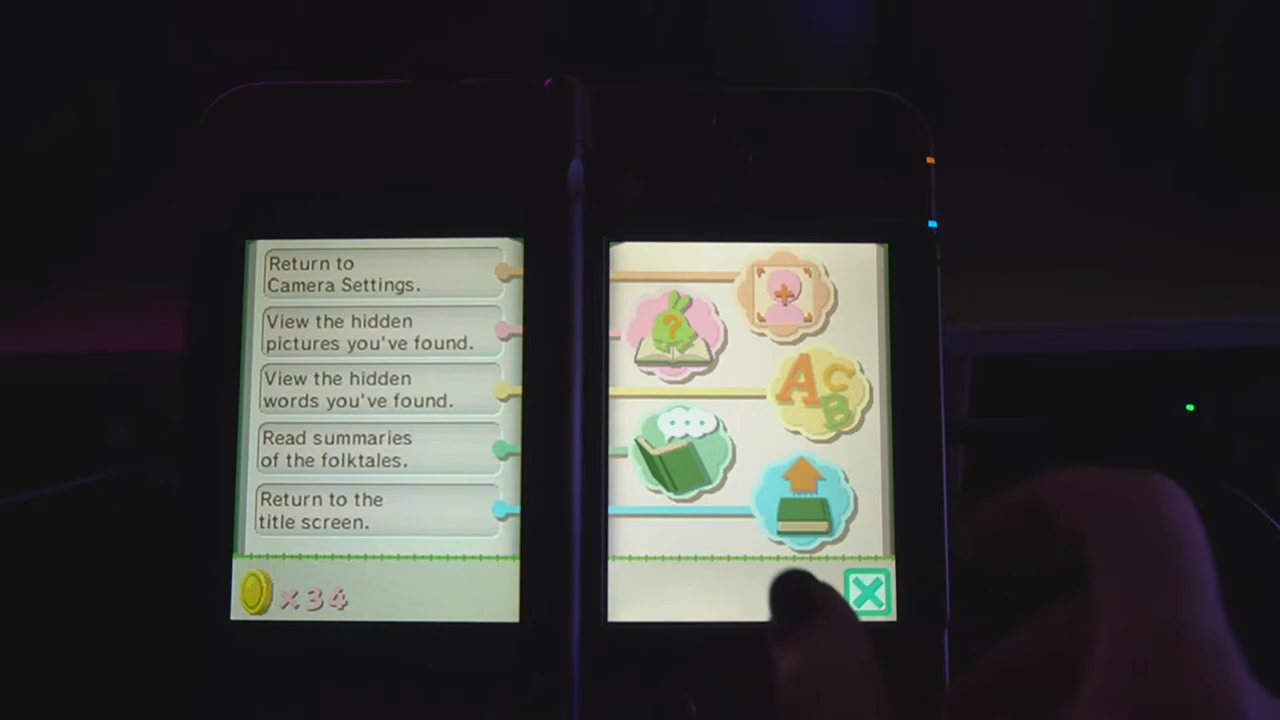 Return to
Camera Settings.
View the hidden
pictures you've found.
View the hidden
words you've found.
Read summaries
of the folktales.
Return to the
title screen.
×34
?
A C
B